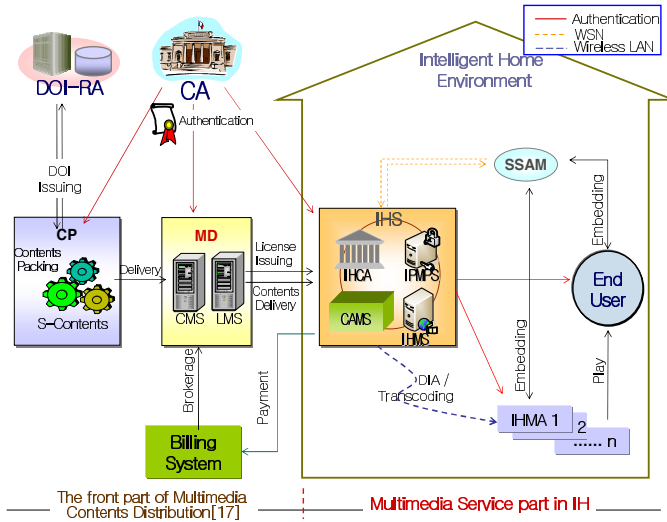 Authentication
WSN
Wireless LAN
Intelligent Home
Environment
DOI-RA
CA
Authentication
DOI
Issuing
SSAM
CP
Contents
Packing
S-Contents
Delivery
MD
CMS
LMS
License
Issuing
Contents
Delivery
IHS
IHCA
IPMPS
CAMS
IHMS
Embedding
End
User
Brokerage
Payment
DIA /
Transcoding
Embedding
Play
IHMA 1
2
...... n
Billing
System
The front part of Multimedia
Contents Distribution[17]
Multimedia Service part in IH